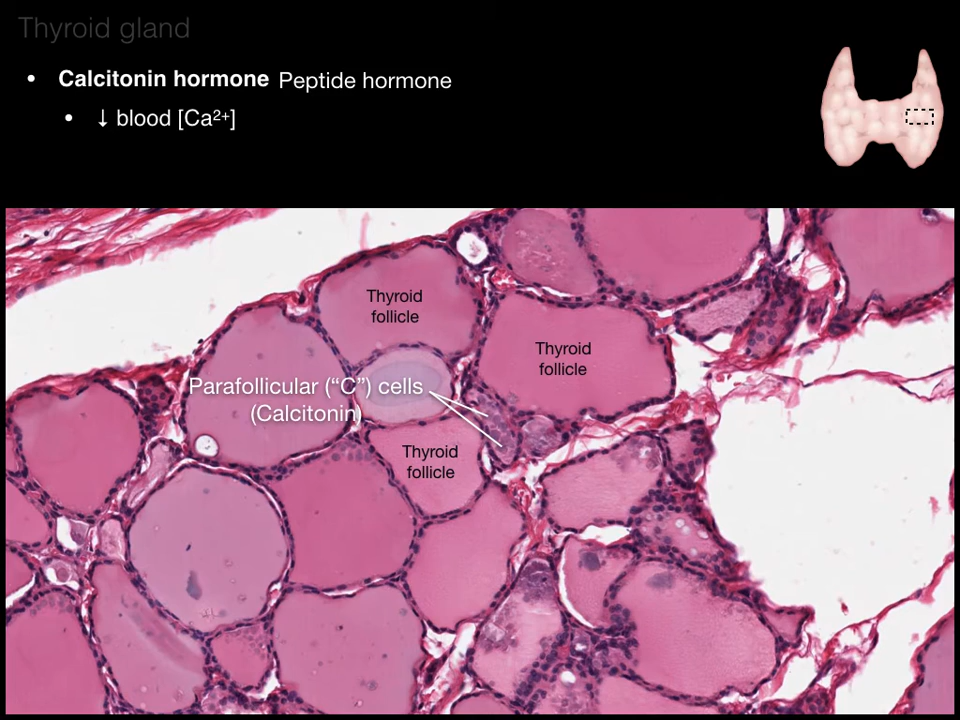 Thyroid gland
• Calcitonin hormone Peptide hormone
• ↓ blood [Ca²⁺]
Thyroid
follicle
Thyroid
follicle
Parafollicular (“C”) cells
(Calcitonin)
Thyroid
follicle